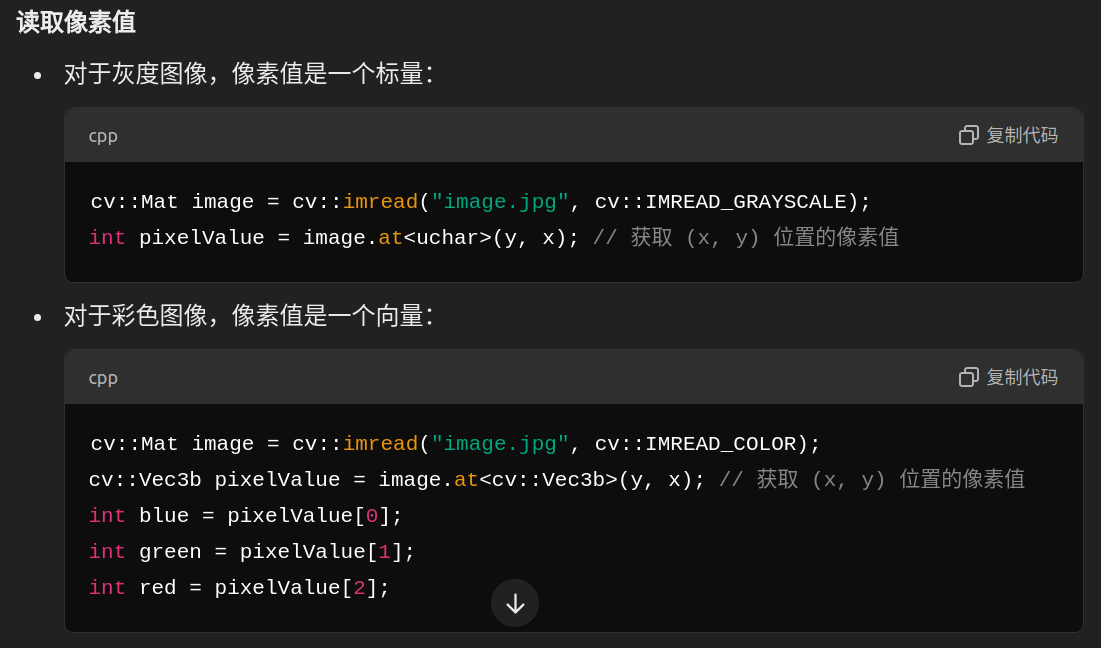 读取像素值
对于灰度图像，像素值是一个标量：
cpp
复制代码
cv::Mat image = cv::imread("image.jpg", cv::IMREAD_GRAYSCALE);
int pixelValue = image.at<uchar>(y, x); // 获取 (x, y) 位置的像素值
对于彩色图像，像素值是一个向量：
cpp
复制代码
cv::Mat image = cv::imread("image.jpg", cv::IMREAD_COLOR);
cv::Vec3b pixelValue = image.at<cv::Vec3b>(y, x); // 获取 (x, y) 位置的像素值
int blue = pixelValue[0];
int green = pixelValue[1];
int red = pixelValue[2];